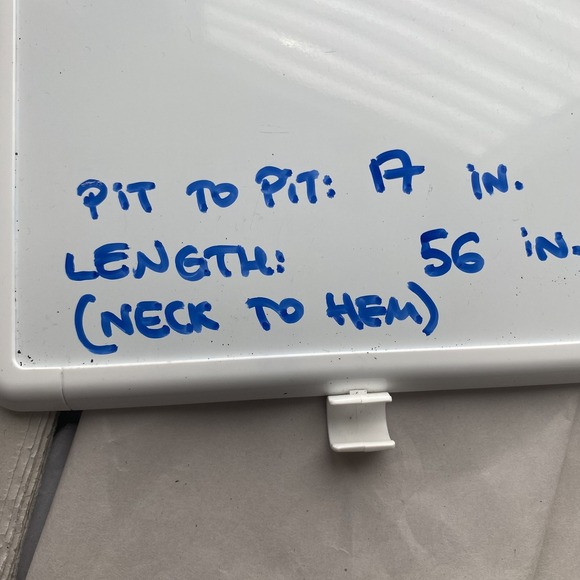 PIT TO PIT: 17 IN.
LENGTH: 56 IN.
(NECK TO HEM)